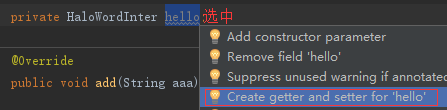 private HaloWordInter hello选中
Add constructor parameter
Remove field 'hello'
@Override
Suppress unused warning if annotated
public void add(String aaa)
Create getter and setter for 'hello'